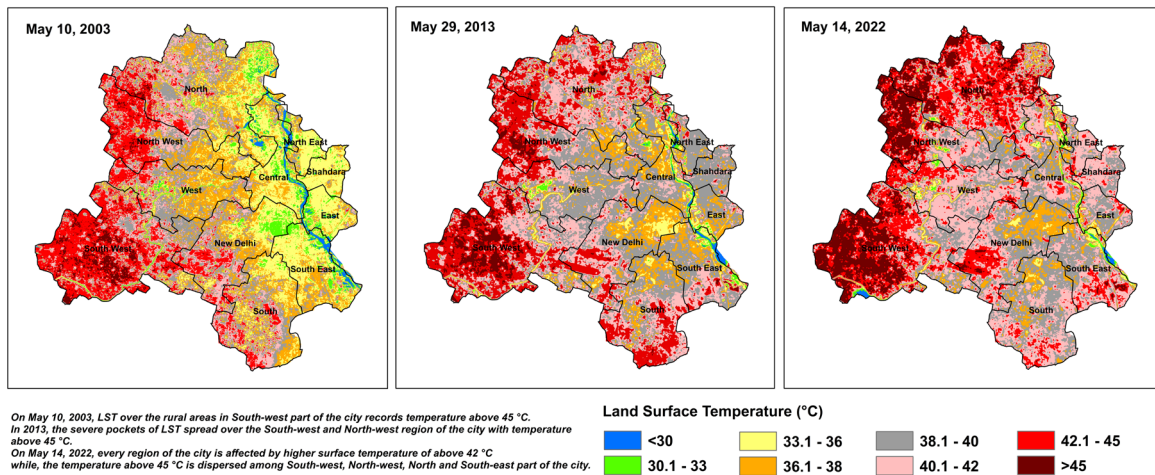 May 10, 2003
North
North West
North East
Shahdara
Central
West
East
New Delhi
South West
South East
South
May 29, 2013
North
North West
North East
Shahdara
Central
West
East
New Delhi
South West
South East
South
May 14, 2022
North
North West
North East
Shahdara
Central
West
East
New Delhi
South West
South East
South
On May 10, 2003, LST over the rural areas in South-west part of the city records temperature above 45 °C.
In 2013, the severe pockets of LST spread over the South-west and North-west region of the city with temperature
above 45 °C.
On May 14, 2022, every region of the city is affected by higher surface temperature of above 42 °C
while, the temperature above 45 °C is dispersed among South-west, North-west, North and South-east part of the city.
Land Surface Temperature (°C)
<30
33.1 - 36
38.1 - 40
42.1 - 45
30.1 - 33
36.1 - 38
40.1 - 42
>45